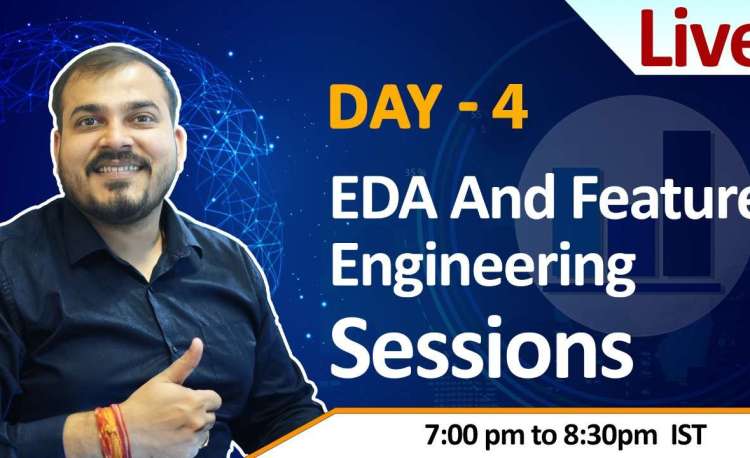 Live
DAY - 4
EDA And Feature
Engineering
Sessions
7:00 pm to 8:30pm IST